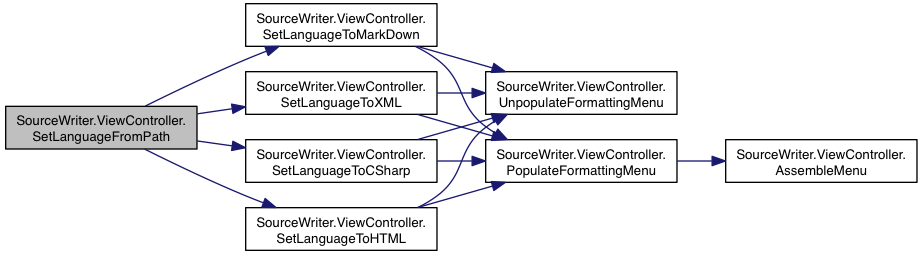 SourceWriter.ViewController.
SetLanguageFromPath
SourceWriter.ViewController.
SetLanguageToMarkDown
SourceWriter.ViewController.
SetLanguageToXML
SourceWriter.ViewController.
SetLanguageToCSharp
SourceWriter.ViewController.
SetLanguageToHTML
SourceWriter.ViewController.
UnpopulateFormattingMenu
SourceWriter.ViewController.
PopulateFormattingMenu
SourceWriter.ViewController.
AssembleMenu